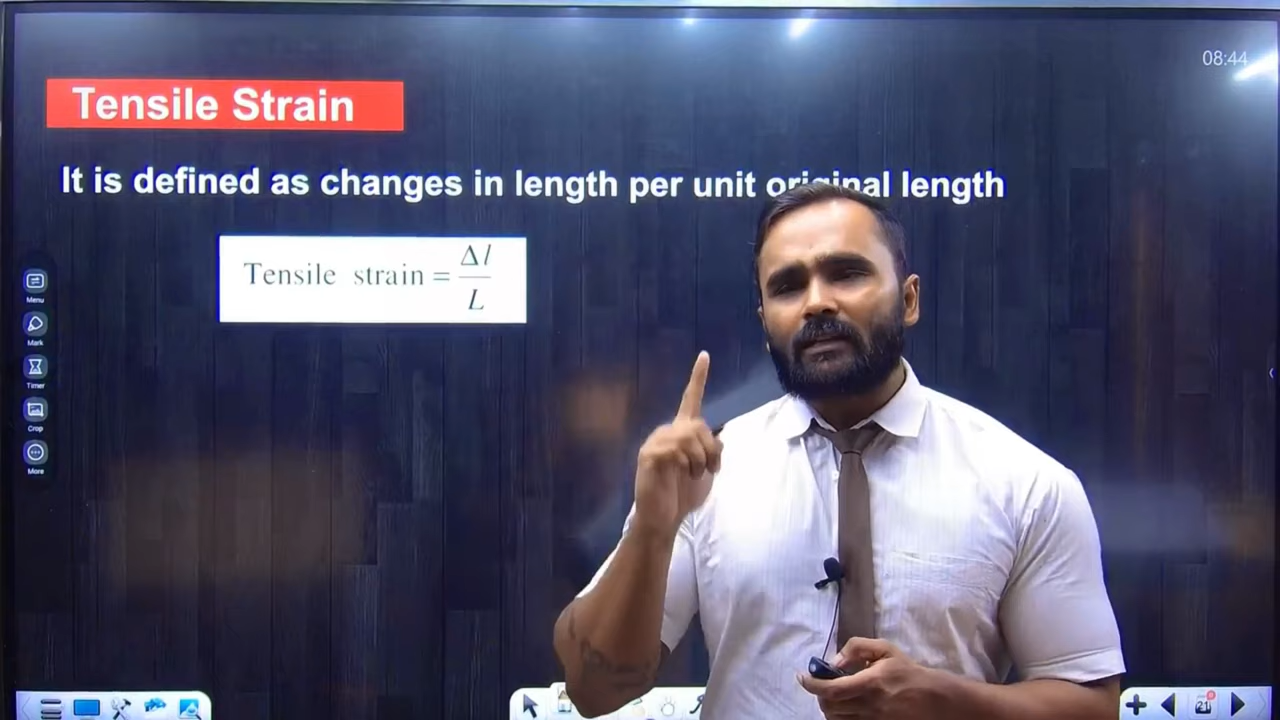 08:44
Tensile Strain
It is defined as changes in length per unit original length
Tensile strain = Δl / L
Menu
Mark
Timer
Crop
More
21